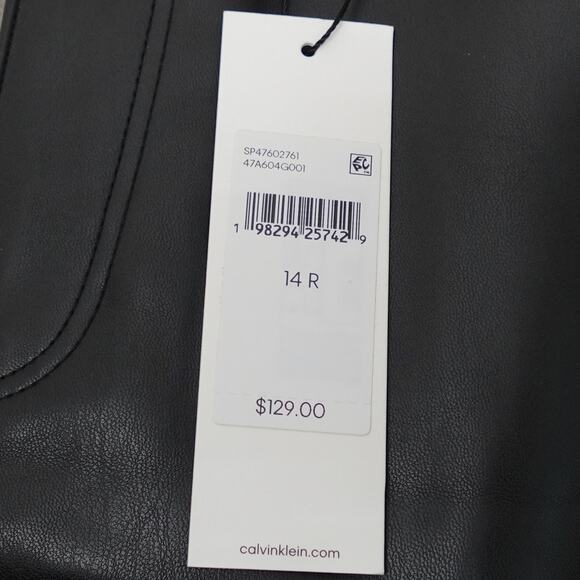 SP47602761
47A604G001
1 98294 25742 9
14 R
$129.00
calvinklein.com